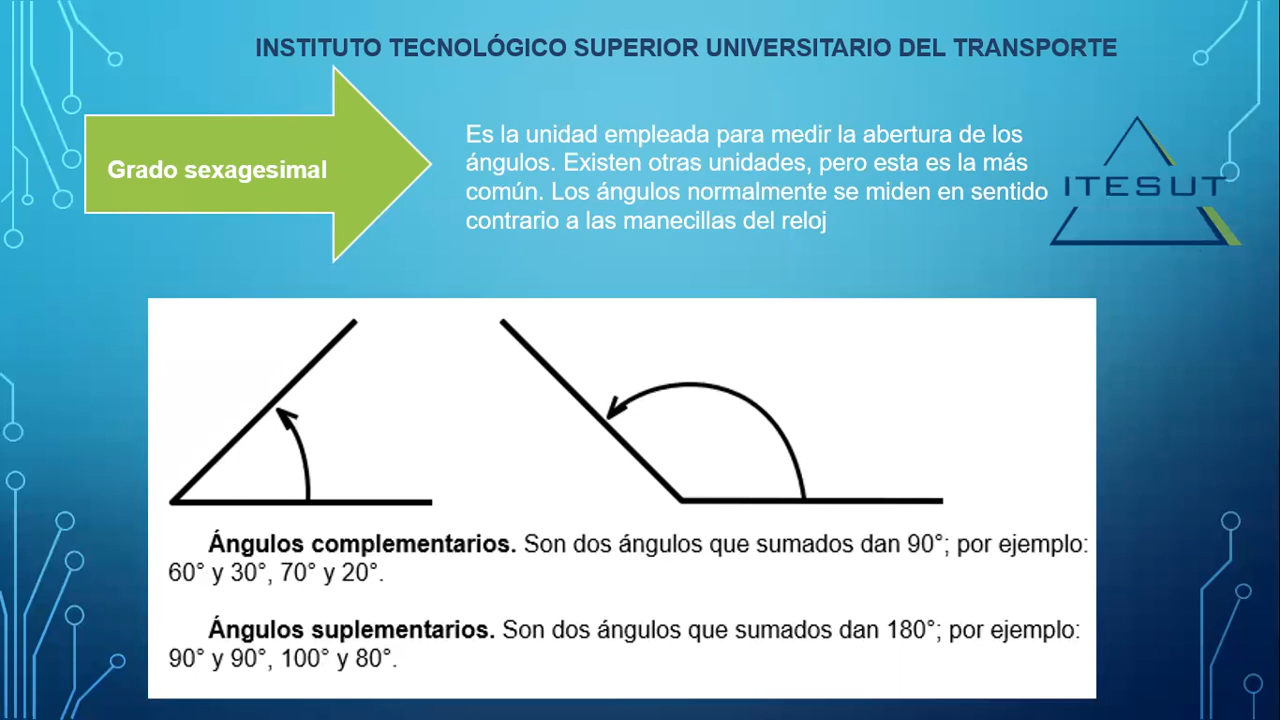 INSTITUTO TECNOLÓGICO SUPERIOR UNIVERSITARIO DEL TRANSPORTE
Grado sexagesimal
Es la unidad empleada para medir la abertura de los
ángulos. Existen otras unidades, pero esta es la más
común. Los ángulos normalmente se miden en sentido
contrario a las manecillas del reloj
ITESUT
Ángulos complementarios. Son dos ángulos que sumados dan 90°; por ejemplo:
60° y 30°, 70° y 20°.
Ángulos suplementarios. Son dos ángulos que sumados dan 180°; por ejemplo:
90° y 90°, 100° y 80°.